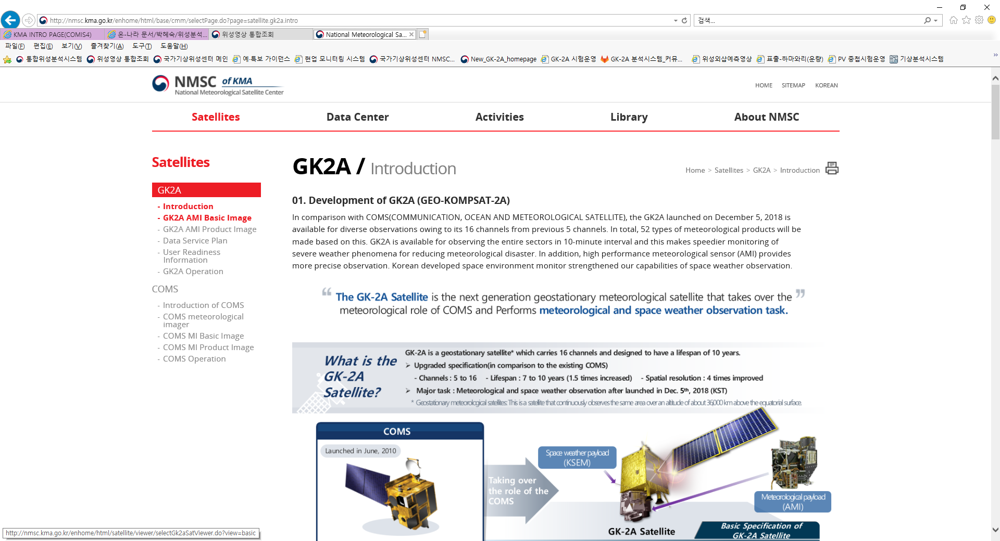 http://nmsc.kma.go.kr/enhome/html/base/cmm/selectPage.do?page=satellite.gk2a.intro
검색...
KMA INTRO PAGE(COMIS4)
온-나라 문서/박혜숙/위성분석...
위성영상 통합조회
National Meteorological Sa...
파일(F) 편집(E) 보기(V) 즐겨찾기(A) 도구(T) 도움말(H)
통합위성분석시스템 위성영상 통합조회 국가기상위성센터 메인 예·특보 가이던스 현업 모니터링 시스템 국가기상위성센터 NMSC... New_GK-2A_homepage GK-2A 시험운영 GK-2A 분석시스템_커뮤... 위성외삽예측영상 표출-하마와리(운량) PV 중첩시험운영 기상분석시스템
NMSC of KMA
National Meteorological Satellite Center
HOME SITEMAP KOREAN
Satellites Data Center Activities Library About NMSC
Satellites
GK2A
- Introduction
- GK2A AMI Basic Image
- GK2A AMI Product Image
- Data Service Plan
- User Readiness
Information
- GK2A Operation
COMS
- Introduction of COMS
- COMS meteorological
imager
- COMS MI Basic Image
- COMS MI Product Image
- COMS Operation
GK2A / Introduction
Home > Satellites > GK2A > Introduction
01. Development of GK2A (GEO-KOMPSAT-2A)
In comparison with COMS(COMMUNICATION, OCEAN AND METEOROLOGICAL SATELLITE), the GK2A launched on December 5, 2018 is
available for diverse observations owing to its 16 channels from previous 5 channels. In total, 52 types of meteorological products will be
made based on this. GK2A is available for observing the entire sectors in 10-minute interval and this makes speedier monitoring of
severe weather phenomena for reducing meteorological disaster. In addition, high performance meteorological sensor (AMI) provides
more precise observation. Korean developed space environment monitor strengthened our capabilities of space weather observation.
“ The GK-2A Satellite is the next generation geostationary meteorological satellite that takes over the ”
meteorological role of COMS and Performs meteorological and space weather observation task.
What is the
GK-2A
Satellite?
GK-2A is a geostationary satellite* which carries 16 channels and designed to have a lifespan of 10 years.
➢ Upgraded specification(in comparison to the existing COMS)
- Channels : 5 to 16 - Lifespan : 7 to 10 years (1.5 times increased) - Spatial resolution : 4 times improved
➢ Major task : Meteorological and space weather observation after launched in Dec. 5th, 2018 (KST)
* Geostationary meteorological satellites: This is a satellite that continuously observes the same area over an altitude of about 36,000 km above the equatorial surface.
COMS
Launched in June, 2010
Taking over
the role of the
COMS
Space weather payload
(KSEM)
Meteorological payload
(AMI)
GK-2A Satellite
Basic Specification of
GK-2A Satellite
http://nmsc.kma.go.kr/enhome/html/satellite/viewer/selectGk2aSatViewer.do?view=basic